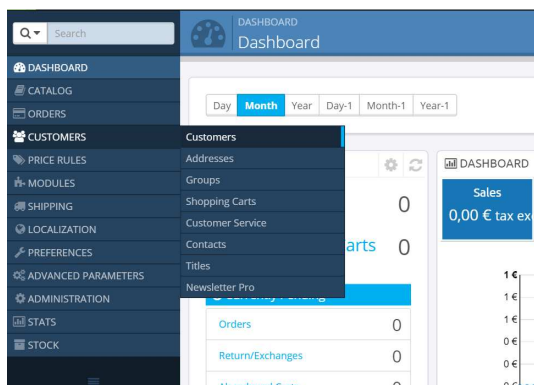 Search
DASHBOARD
Dashboard
DASHBOARD
CATALOG
ORDERS
CUSTOMERS
PRICE RULES
MODULES
SHIPPING
LOCALIZATION
PREFERENCES
ADVANCED PARAMETERS
ADMINISTRATION
STATS
STOCK
Day Month Year Day-1 Month-1 Year-1
Customers
Addresses
Groups
Shopping Carts
Customer Service
Contacts
Titles
Newsletter Pro
0
arts 0
Orders 0
Return/Exchanges 0
DASHBOARD
Sales
0,00 € tax ex
1 €
1 €
1 €
0 €
0 €
0 €